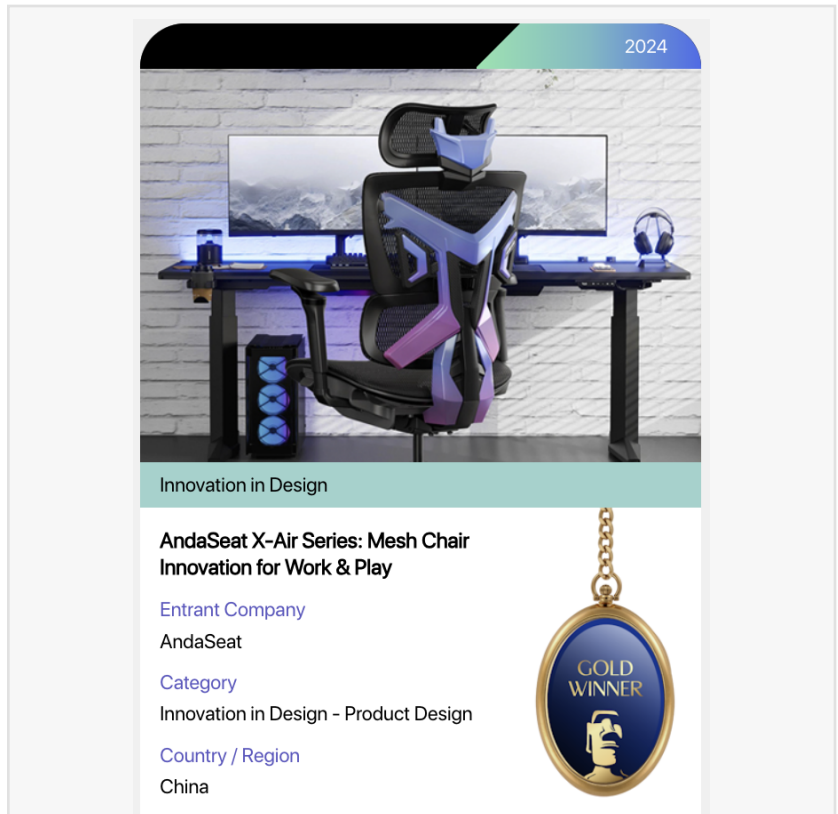 2024
Innovation in Design
AndaSeat X-Air Series: Mesh Chair
Innovation for Work & Play
Entrant Company
AndaSeat
Category
Innovation in Design - Product Design
Country / Region
China
GOLD
WINNER